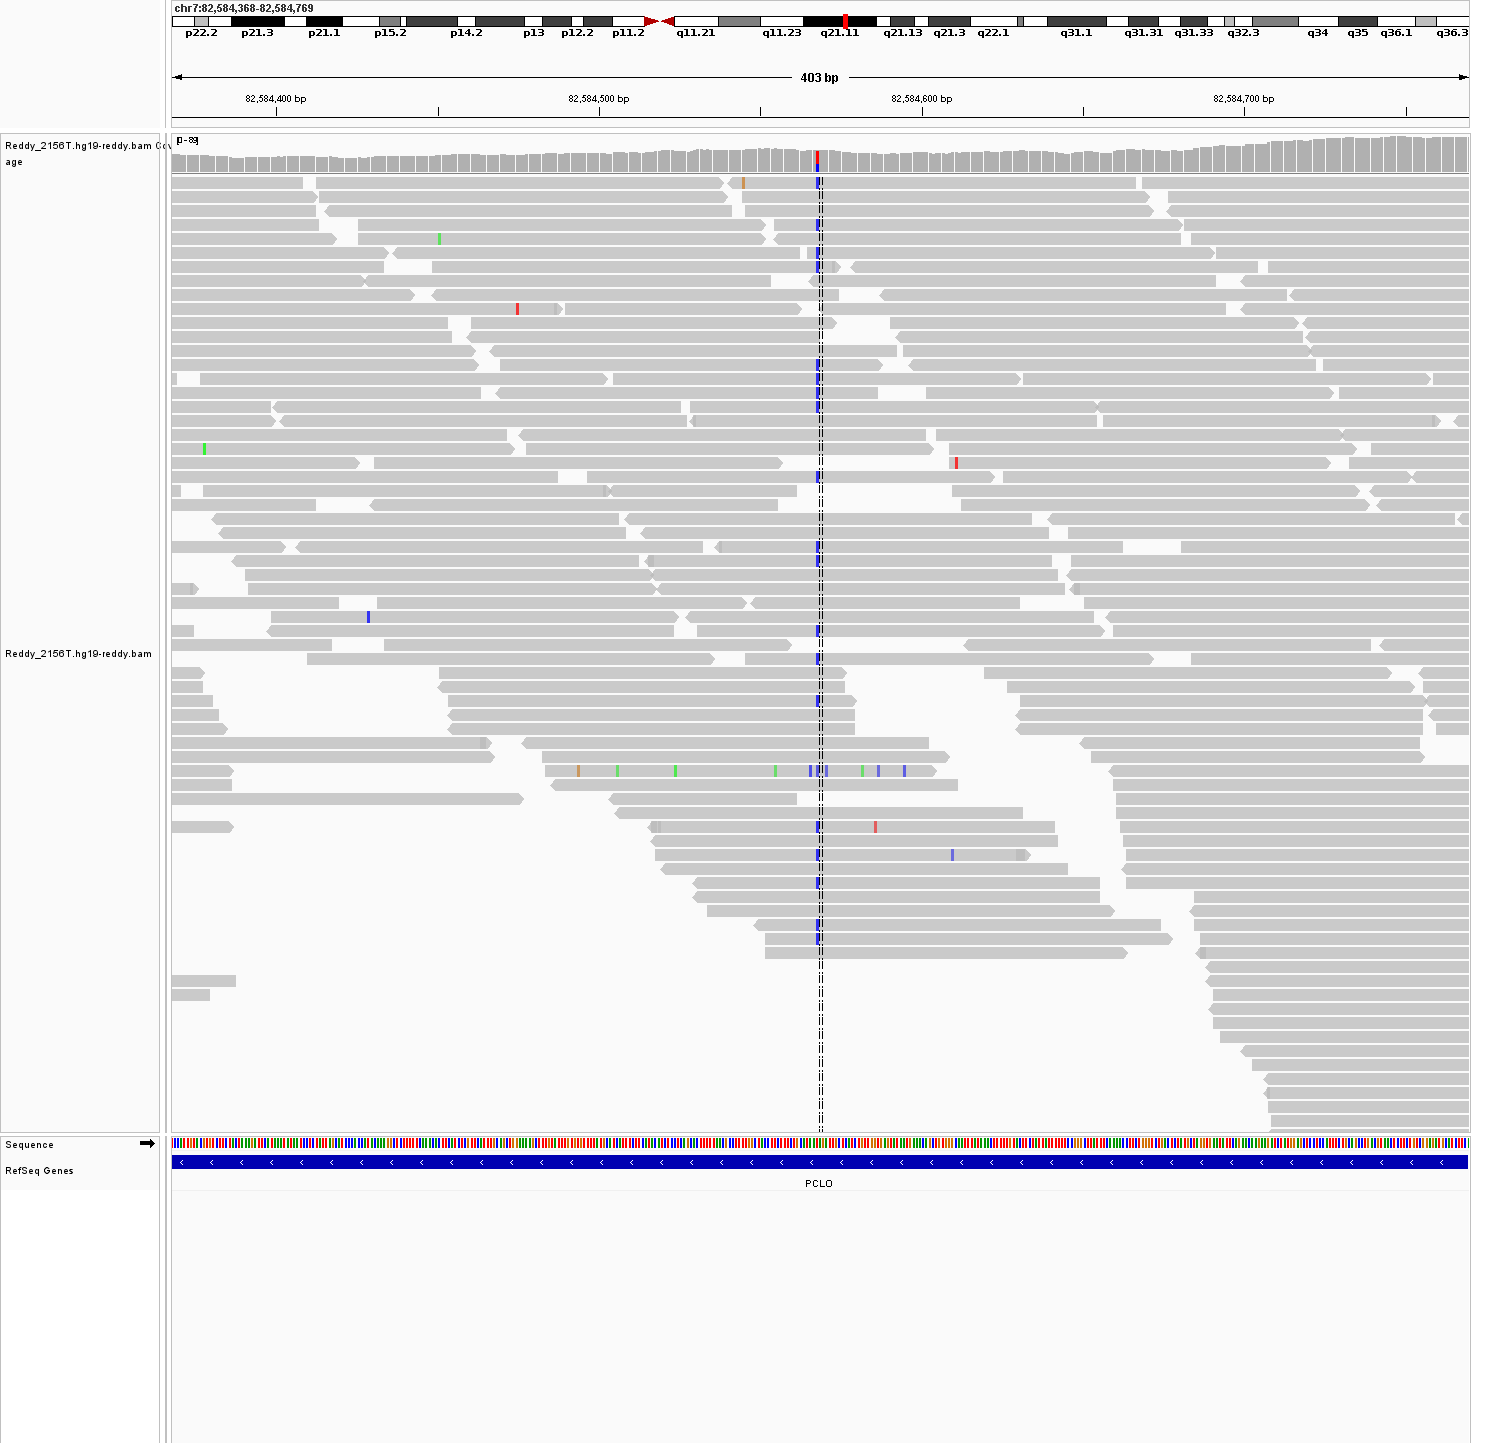 chr7:82,584,368-82,584,769
p22.2 p21.3 p21.1 p15.2 p14.2 p13 p12.2 p11.2 q11.21 q11.23 q21.11 q21.13 q21.3 q22.1 q31.1 q31.31 q31.33 q32.3 q34 q35 q36.1 q36.3
403 bp
82,584,400 bp 82,584,500 bp 82,584,600 bp 82,584,700 bp
[0-89]
Reddy_2156T.hg19-reddy.bam Cov
age
Reddy_2156T.hg19-reddy.bam
Sequence
RefSeq Genes
PCLO